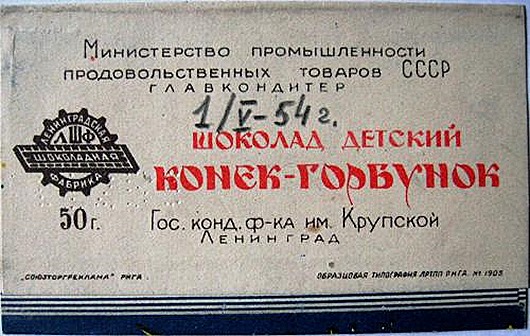 Министерство промышленности
продовольственных товаров СССР
ГЛАВКОНДИТЕР
1/V-54 г.
ЛЕНИНГРАДСКАЯ
ЛШФ
ШОКОЛАДНАЯ
ФАБРИКА
ШОКОЛАД ДЕТСКИЙ
КОНЕК-ГОРБУНОК
50 г.
Гос. конд. ф-ка им. Крупской
ЛЕНИНГРАД
„СОЮЗТОРГРЕКЛАМА" РИГА.
ОБРАЗЦОВАЯ ТИПОГРАФИЯ ЛРТПП РИГА. № 1903